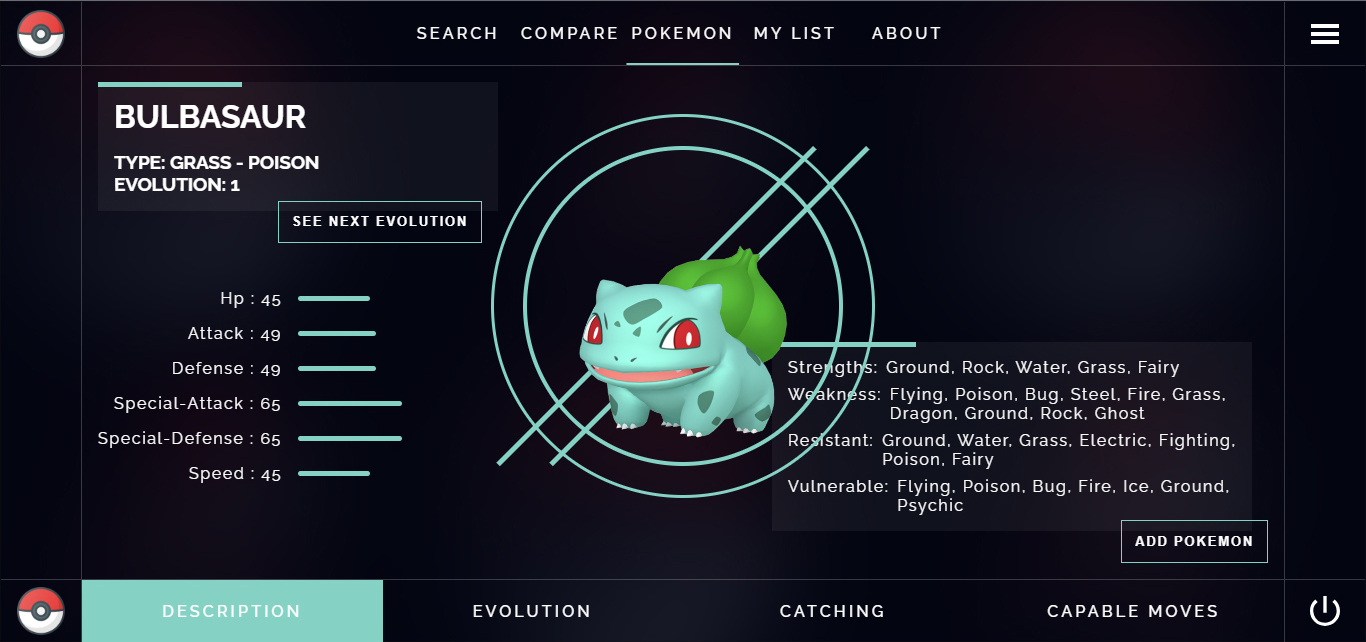 SEARCH COMPARE POKEMON MY LIST ABOUT
BULBASAUR
TYPE: GRASS - POISON
EVOLUTION: 1
SEE NEXT EVOLUTION
Hp : 45
Attack : 49
Defense : 49
Special-Attack : 65
Special-Defense : 65
Speed : 45
Strengths: Ground, Rock, Water, Grass, Fairy
Weakness: Flying, Poison, Bug, Steel, Fire, Grass,
Dragon, Ground, Rock, Ghost
Resistant: Ground, Water, Grass, Electric, Fighting,
Poison, Fairy
Vulnerable: Flying, Poison, Bug, Fire, Ice, Ground,
Psychic
ADD POKEMON
DESCRIPTION EVOLUTION CATCHING CAPABLE MOVES